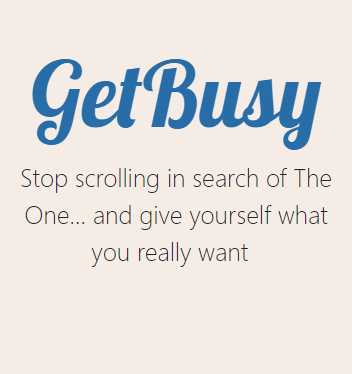 GetBusy
Stop scrolling in search of The
One... and give yourself what
you really want